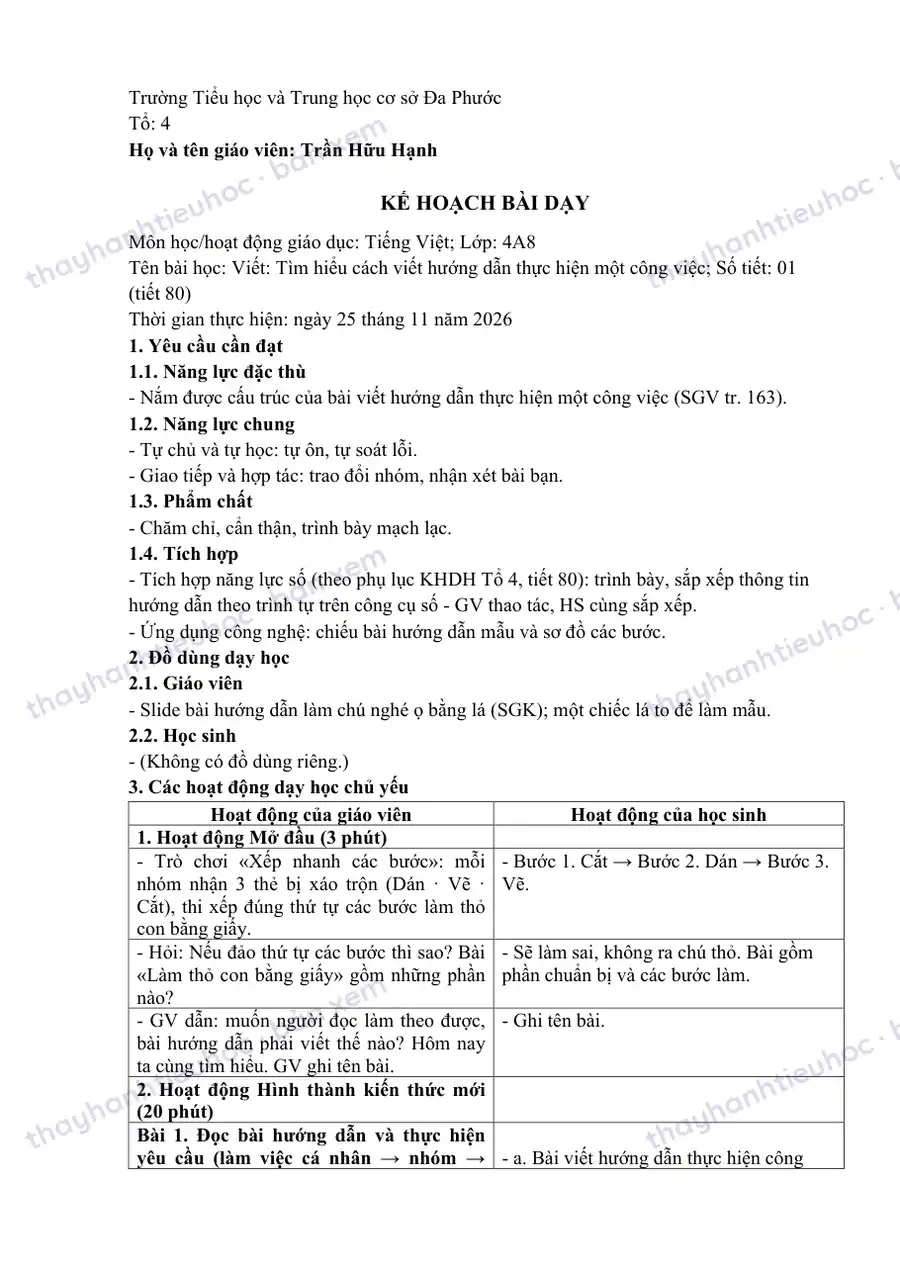 Trường Tiểu học và Trung học cơ sở Đa Phước
Tổ: 4
Họ và tên giáo viên: Trần Hữu Hạnh
KẾ HOẠCH BÀI DẠY
Môn học/hoạt động giáo dục: Tiếng Việt; Lớp: 4A8
Tên bài học: Viết: Tìm hiểu cách viết hướng dẫn thực hiện một công việc; Số tiết: 01
(tiết 80)
Thời gian thực hiện: ngày 25 tháng 11 năm 2026
1. Yêu cầu cần đạt
1.1. Năng lực đặc thù
- Nắm được cấu trúc của bài viết hướng dẫn thực hiện một công việc (SGV tr. 163).
1.2. Năng lực chung
- Tự chủ và tự học: tự ôn, tự soát lỗi.
- Giao tiếp và hợp tác: trao đổi nhóm, nhận xét bài bạn.
1.3. Phẩm chất
- Chăm chỉ, cẩn thận, trình bày mạch lạc.
1.4. Tích hợp
- Tích hợp năng lực số (theo phụ lục KHDH Tổ 4, tiết 80): trình bày, sắp xếp thông tin
hướng dẫn theo trình tự trên công cụ số - GV thao tác, HS cùng sắp xếp.
- Ứng dụng công nghệ: chiếu bài hướng dẫn mẫu và sơ đồ các bước.
2. Đồ dùng dạy học
2.1. Giáo viên
- Slide bài hướng dẫn làm chú nghé ọ bằng lá (SGK); một chiếc lá to để làm mẫu.
2.2. Học sinh
- (Không có đồ dùng riêng.)
3. Các hoạt động dạy học chủ yếu
Hoạt động của giáo viên
Hoạt động của học sinh
1. Hoạt động Mở đầu (3 phút)
- Trò chơi «Xếp nhanh các bước»: mỗi
nhóm nhận 3 thẻ bị xáo trộn (Dán · Vẽ ·
Cắt), thi xếp đúng thứ tự các bước làm thỏ
con bằng giấy.
- Bước 1. Cắt → Bước 2. Dán → Bước 3.
Vẽ.
- Hỏi: Nếu đảo thứ tự các bước thì sao? Bài
«Làm thỏ con bằng giấy» gồm những phần
nào?
- Sẽ làm sai, không ra chú thỏ. Bài gồm
phần chuẩn bị và các bước làm.
- GV dẫn: muốn người đọc làm theo được,
bài hướng dẫn phải viết thế nào? Hôm nay
ta cùng tìm hiểu. GV ghi tên bài.
- Ghi tên bài.
2. Hoạt động Hình thành kiến thức mới
(20 phút)
Bài 1. Đọc bài hướng dẫn và thực hiện
yêu cầu (làm việc cá nhân → nhóm →
- a. Bài viết hướng dẫn thực hiện công
thayhanhtieuhoc · bản xem
thayhanhtieuhoc · b
thayhanhtieuhoc · bản xem
thayhanhtieuhoc · b
thayhanhtieuhoc · bản xem
thayhanhtieuhoc · b